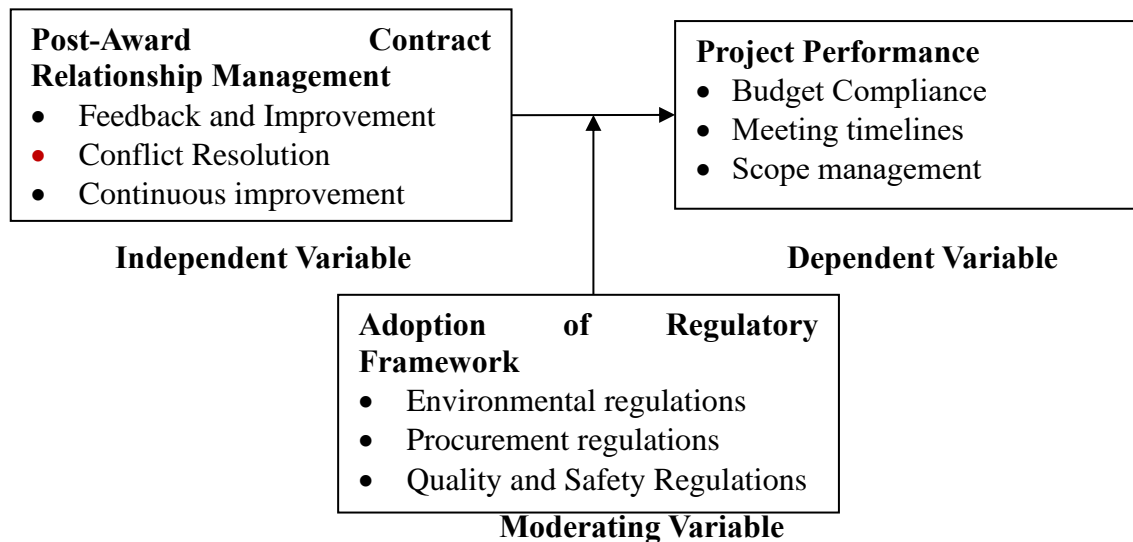 Post-Award Contract
Relationship Management
• Feedback and Improvement
• Conflict Resolution
• Continuous improvement
Independent Variable
Project Performance
• Budget Compliance
• Meeting timelines
• Scope management
Dependent Variable
Adoption of Regulatory
Framework
• Environmental regulations
• Procurement regulations
• Quality and Safety Regulations
Moderating Variable